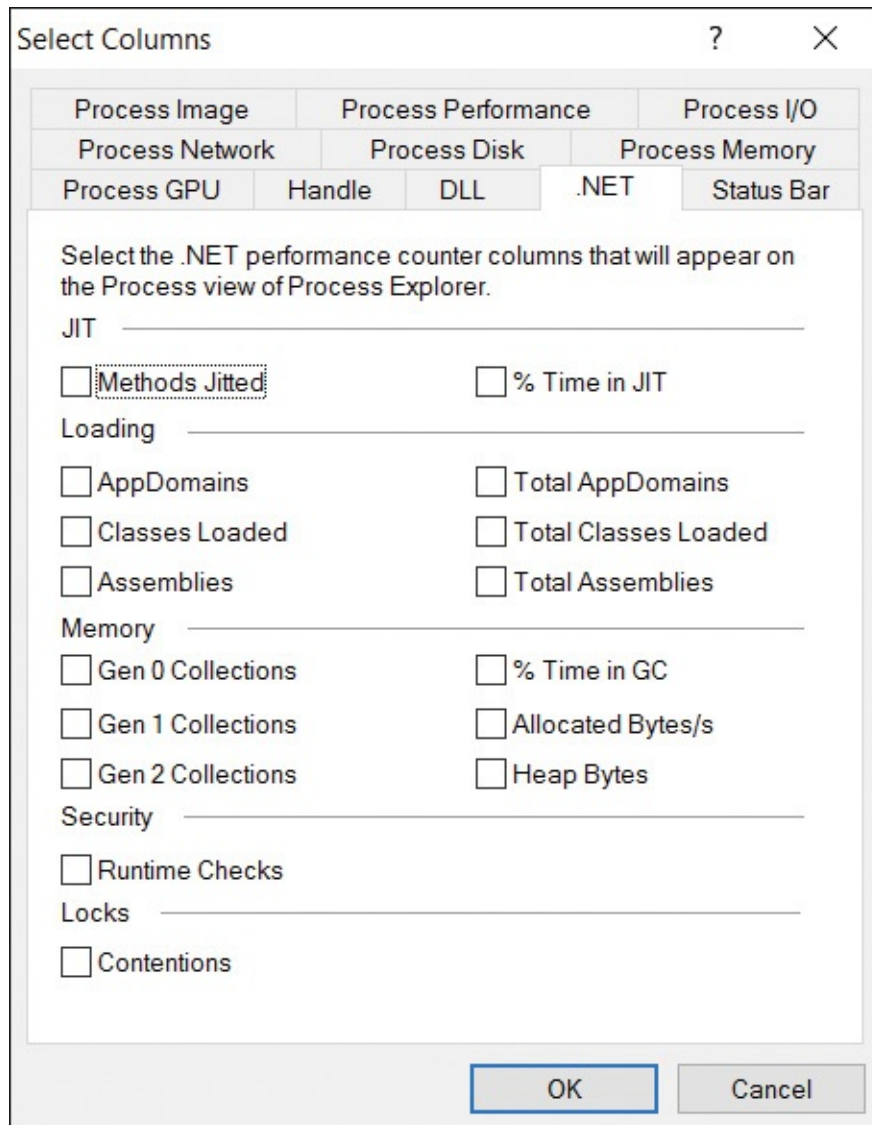 Select Columns ?
Process Image Process Performance Process I/O
Process Network Process Disk Process Memory
Process GPU Handle DLL .NET Status Bar
Select the .NET performance counter columns that will appear on
the Process view of Process Explorer.
JIT
Methods Jitted % Time in JIT
Loading
AppDomains Total AppDomains
Classes Loaded Total Classes Loaded
Assemblies Total Assemblies
Memory
Gen 0 Collections % Time in GC
Gen 1 Collections Allocated Bytes/s
Gen 2 Collections Heap Bytes
Security
Runtime Checks
Locks
Contentions
OK Cancel